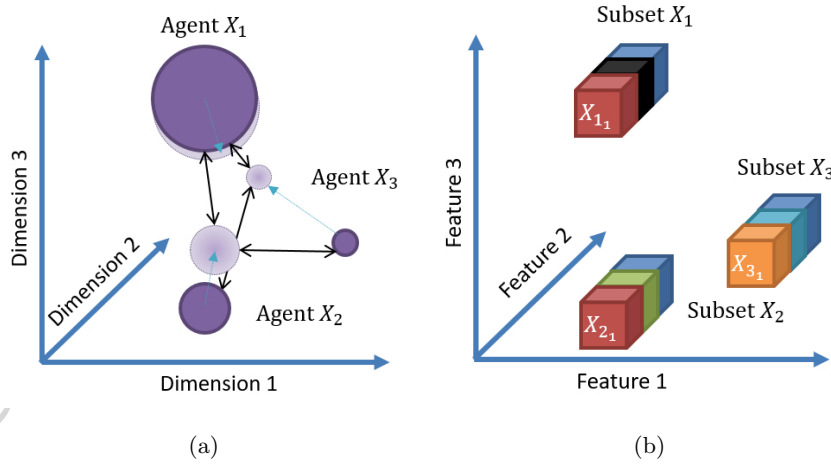 Agent X₁
Agent X₃
Agent X₂
Dimension 3
Dimension 2
Dimension 1
(a)
Subset X₁
X₁₁
Subset X₃
X₃₁
Subset X₂
X₂₁
Feature 3
Feature 2
Feature 1
(b)